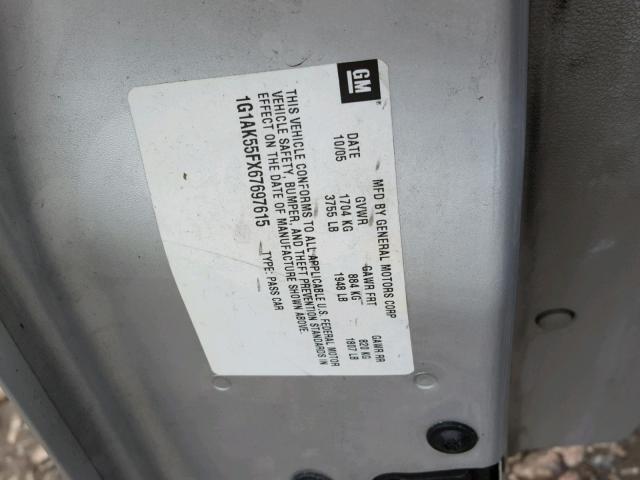 GM
MFD BY GENERAL MOTORS CORP
DATE GVWR GAWR FRT GAWR RR
10/05 1704 KG 884 KG 820 KG
3755 LB 1948 LB 1807 LB
THIS VEHICLE CONFORMS TO ALL APPLICABLE U.S. FEDERAL MOTOR
VEHICLE SAFETY, BUMPER, AND THEFT PREVENTION STANDARDS IN
EFFECT ON THE DATE OF MANUFACTURE SHOWN ABOVE.
1G1AK55FX67697615 TYPE: PASS CAR